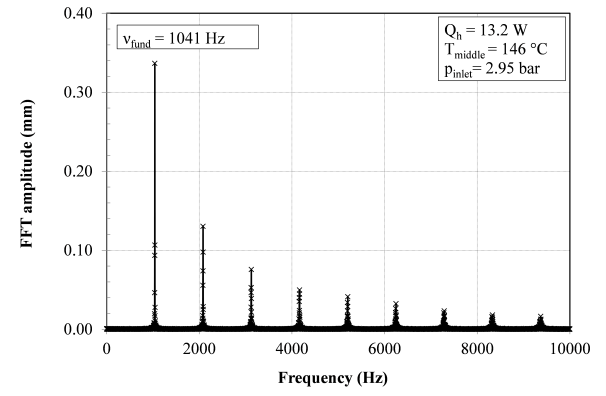 0.40
ν_fund = 1041 Hz
Q_h = 13.2 W
T_middle = 146 °C
p_inlet = 2.95 bar
0.30
0.20
0.10
0.00
FFT amplitude (mm)
0 2000 4000 6000 8000 10000
Frequency (Hz)